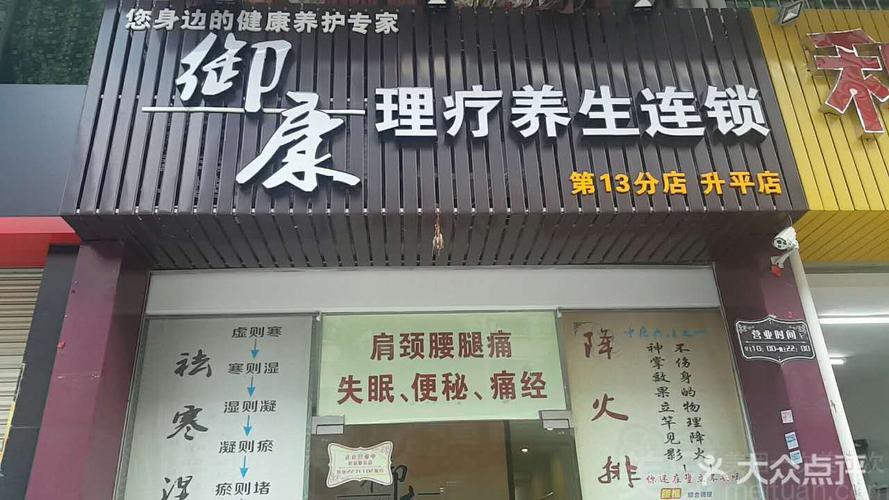 您身边的健康养护专家
御康
理疗养生连锁
第13分店 升平店
肩颈腰腿痛
失眠、便秘、痛经
祛寒湿
虚则寒
寒则湿
湿则凝
凝则瘀
瘀则堵
降火排
不伤身的物理降火
神掌效果立竿见影!
营业时间
大众点评